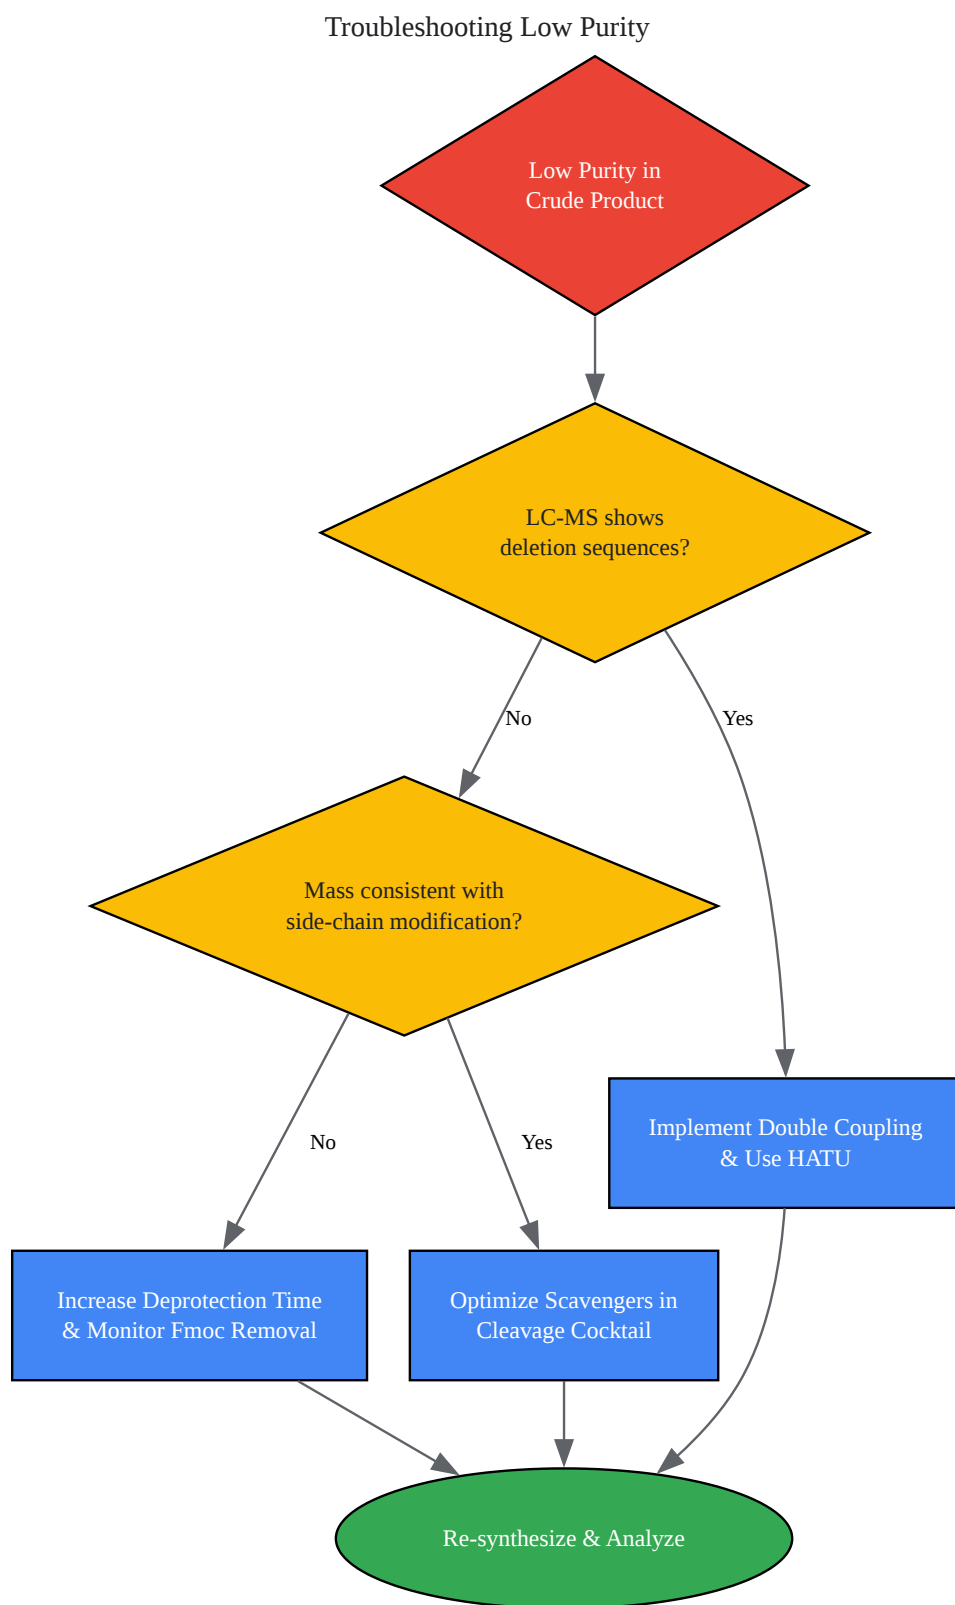 Troubleshooting Low Purity
Low Purity in
Crude Product
LC-MS shows
deletion sequences?
No
Yes
Mass consistent with
side-chain modification?
No
Yes
Implement Double Coupling
& Use HATU
Increase Deprotection Time
& Monitor Fmoc Removal
Optimize Scavengers in
Cleavage Cocktail
Re-synthesize & Analyze